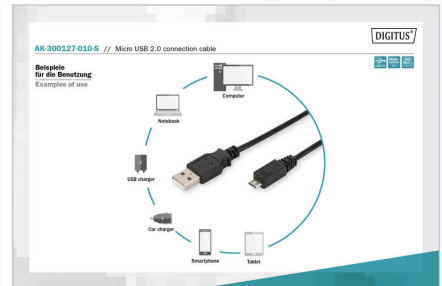 DIGITUS®
AK-300127-010-S // Micro USB 2.0 connection cable
Beispiele
für die Benutzung
Examples of use
Computer
Notebook
USB charger
Car charger
Smartphone
Tablet